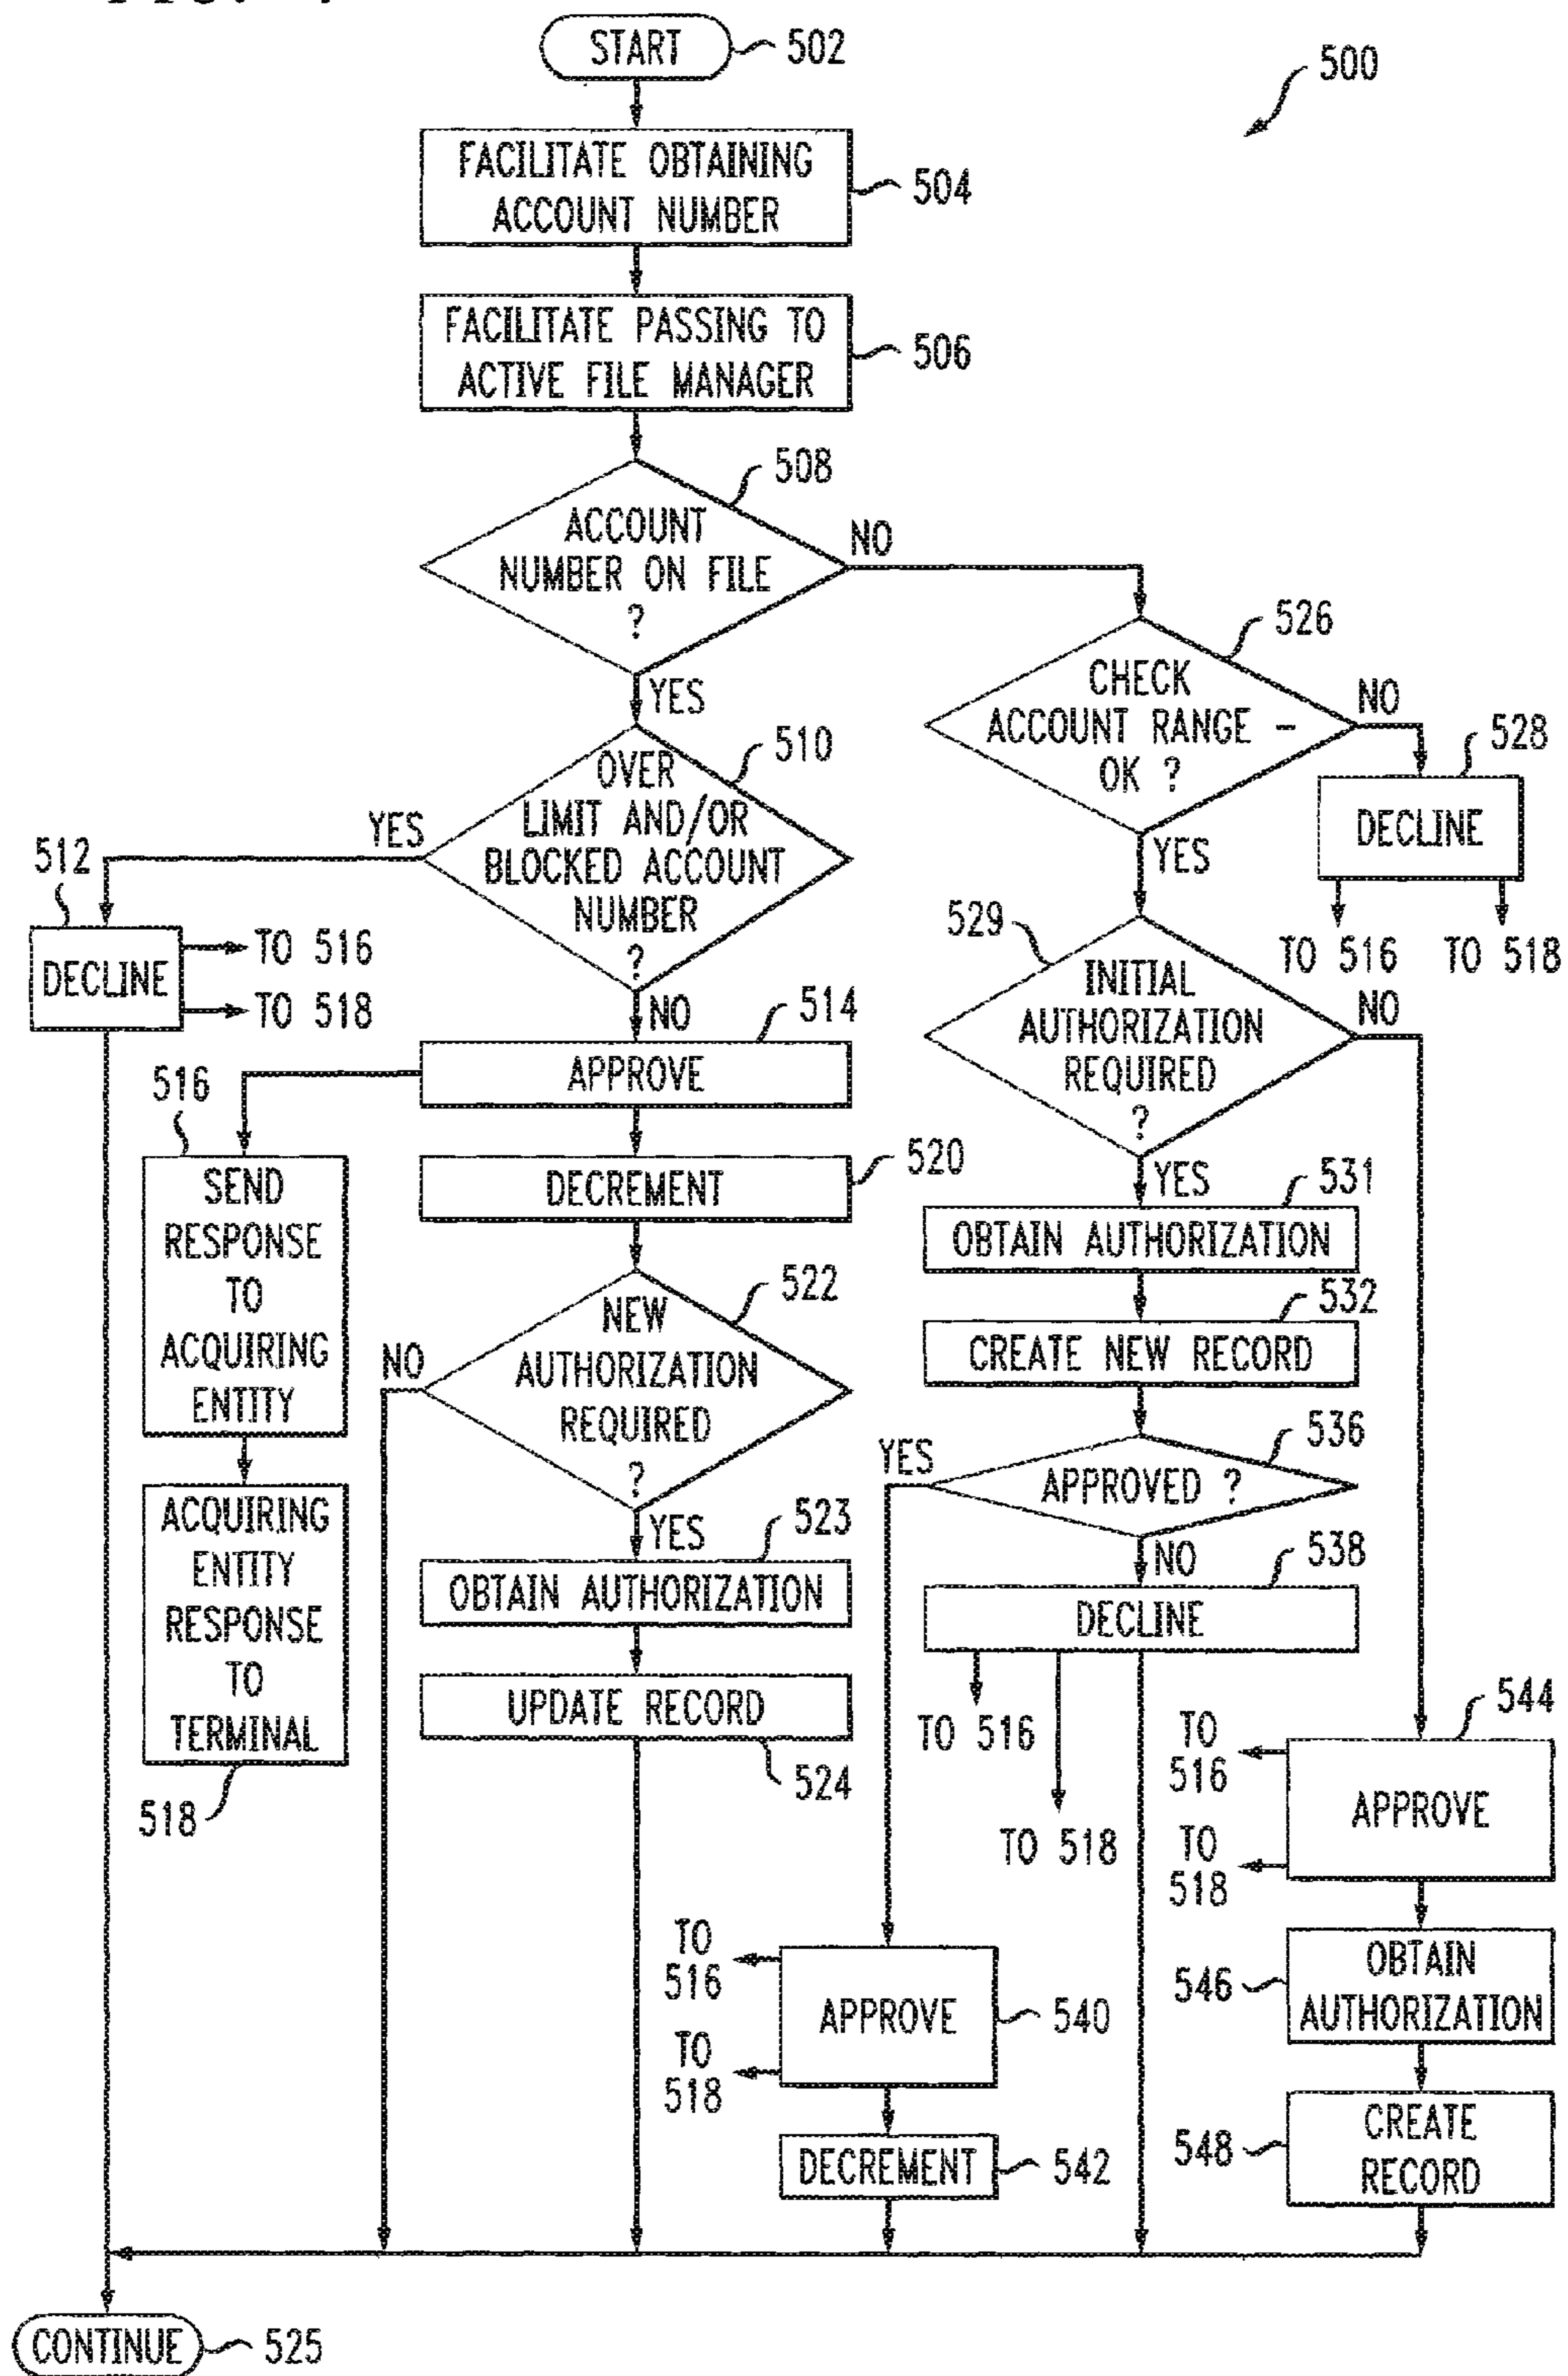 START
502
500
FACILITATE OBTAINING
ACCOUNT NUMBER
504
FACILITATE PASSING TO
ACTIVE FILE MANAGER
506
508
ACCOUNT
NUMBER ON FILE
?
NO
YES
526
CHECK
ACCOUNT RANGE -
OK ?
NO
528
DECLINE
TO 516
TO 518
YES
510
OVER
LIMIT AND/OR
BLOCKED ACCOUNT
NUMBER
?
YES
512
DECLINE
TO 516
TO 518
NO
514
APPROVE
516
SEND
RESPONSE
TO
ACQUIRING
ENTITY
ACQUIRING
ENTITY
RESPONSE
TO
TERMINAL
518
DECREMENT
520
522
NEW
AUTHORIZATION
REQUIRED
?
NO
YES
523
OBTAIN AUTHORIZATION
UPDATE RECORD
524
529
INITIAL
AUTHORIZATION
REQUIRED
?
NO
YES
531
OBTAIN AUTHORIZATION
532
CREATE NEW RECORD
536
APPROVED ?
YES
NO
538
DECLINE
TO 516
TO 518
544
TO
516
APPROVE
TO
518
TO
516
APPROVE
540
TO
518
DECREMENT
542
OBTAIN
AUTHORIZATION
546
CREATE
RECORD
548
CONTINUE
525